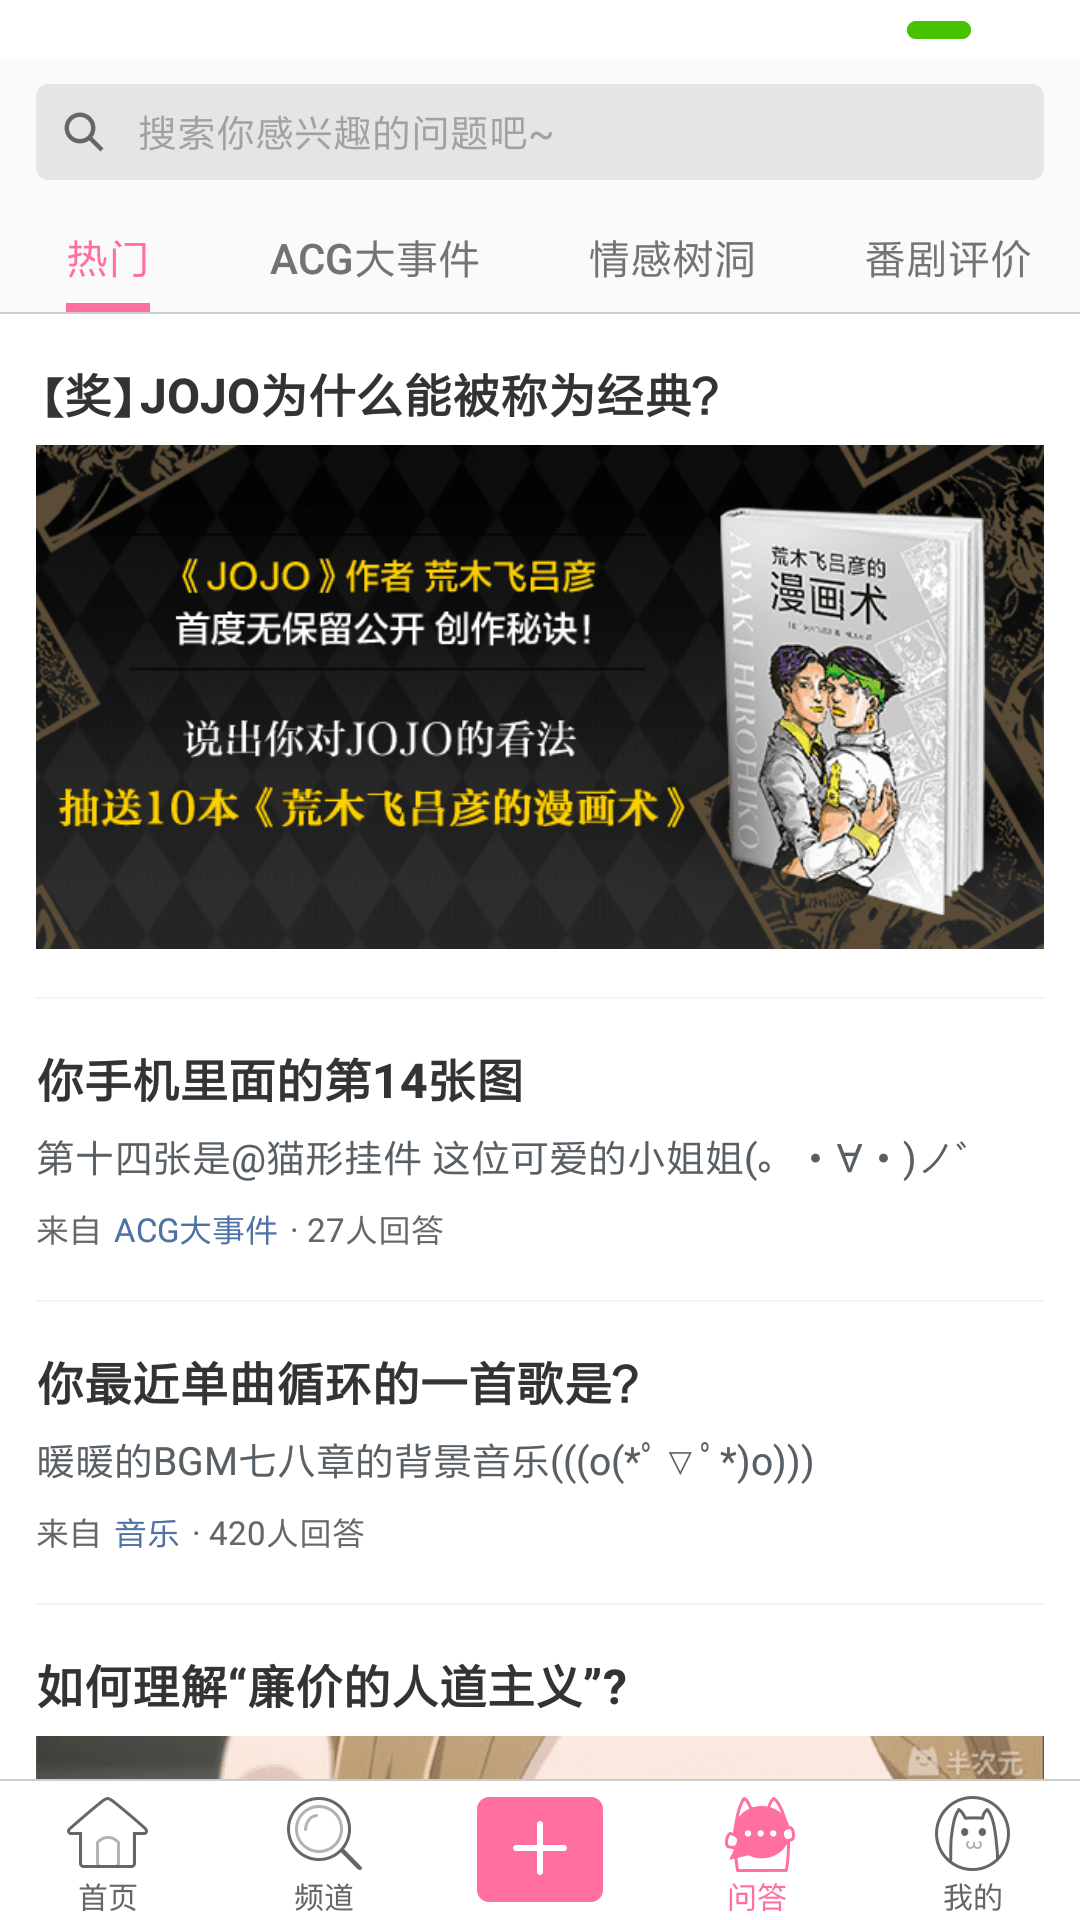 搜索你感兴趣的问题吧~
热门
ACG大事件
情感树洞
番剧评价
【奖】JOJO为什么能被称为经典?
《JOJO》作者 荒木飞吕彦
首度无保留公开 创作秘诀!
说出你对JOJO的看法
抽送10本《荒木飞吕彦的漫画术》
荒木飞吕彦的
漫画术
ARAKI HIROHIKO
你手机里面的第14张图
第十四张是@猫形挂件 这位可爱的小姐姐(。・∀・)ノ゛
来自 ACG大事件 · 27人回答
你最近单曲循环的一首歌是?
暖暖的BGM七八章的背景音乐(((o(*ﾟ▽ﾟ*)o)))
来自 音乐 · 420人回答
如何理解“廉价的人道主义”?
半次元
首页
频道
问答
我的